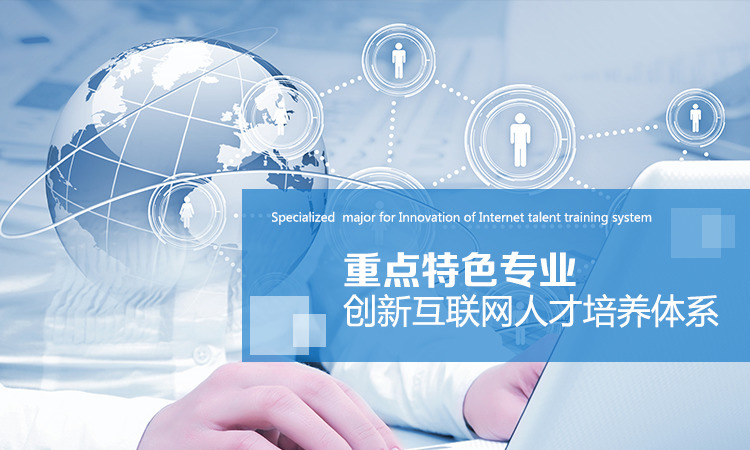 Specialized major for Innovation of Internet talent training system
重点特色专业
创新互联网人才培养体系